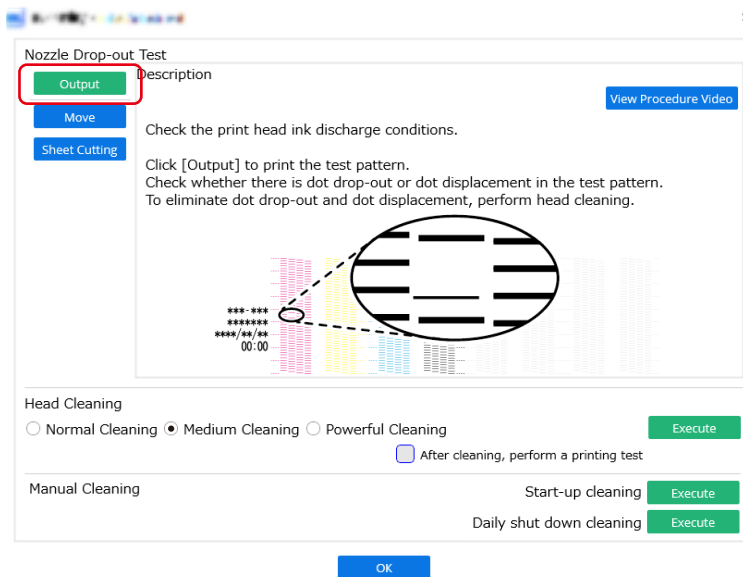 Nozzle Drop-out Test
Output
Description
View Procedure Video
Move
Check the print head ink discharge conditions.
Sheet Cutting
Click [Output] to print the test pattern.
Check whether there is dot drop-out or dot displacement in the test pattern.
To eliminate dot drop-out and dot displacement, perform head cleaning.
***-***
*******
****/**/**
00:00
Head Cleaning
Normal Cleaning Medium Cleaning Powerful Cleaning Execute
After cleaning, perform a printing test
Manual Cleaning
Start-up cleaning Execute
Daily shut down cleaning Execute
OK